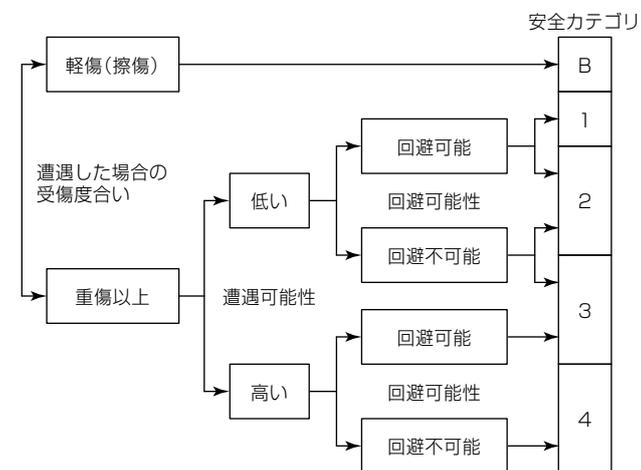 安全カテゴリ
軽傷(擦傷)
B
1
遭遇した場合の
受傷度合い
回避可能
低い
回避可能性
2
回避不可能
重傷以上
遭遇可能性
3
回避可能
高い
回避可能性
4
回避不可能